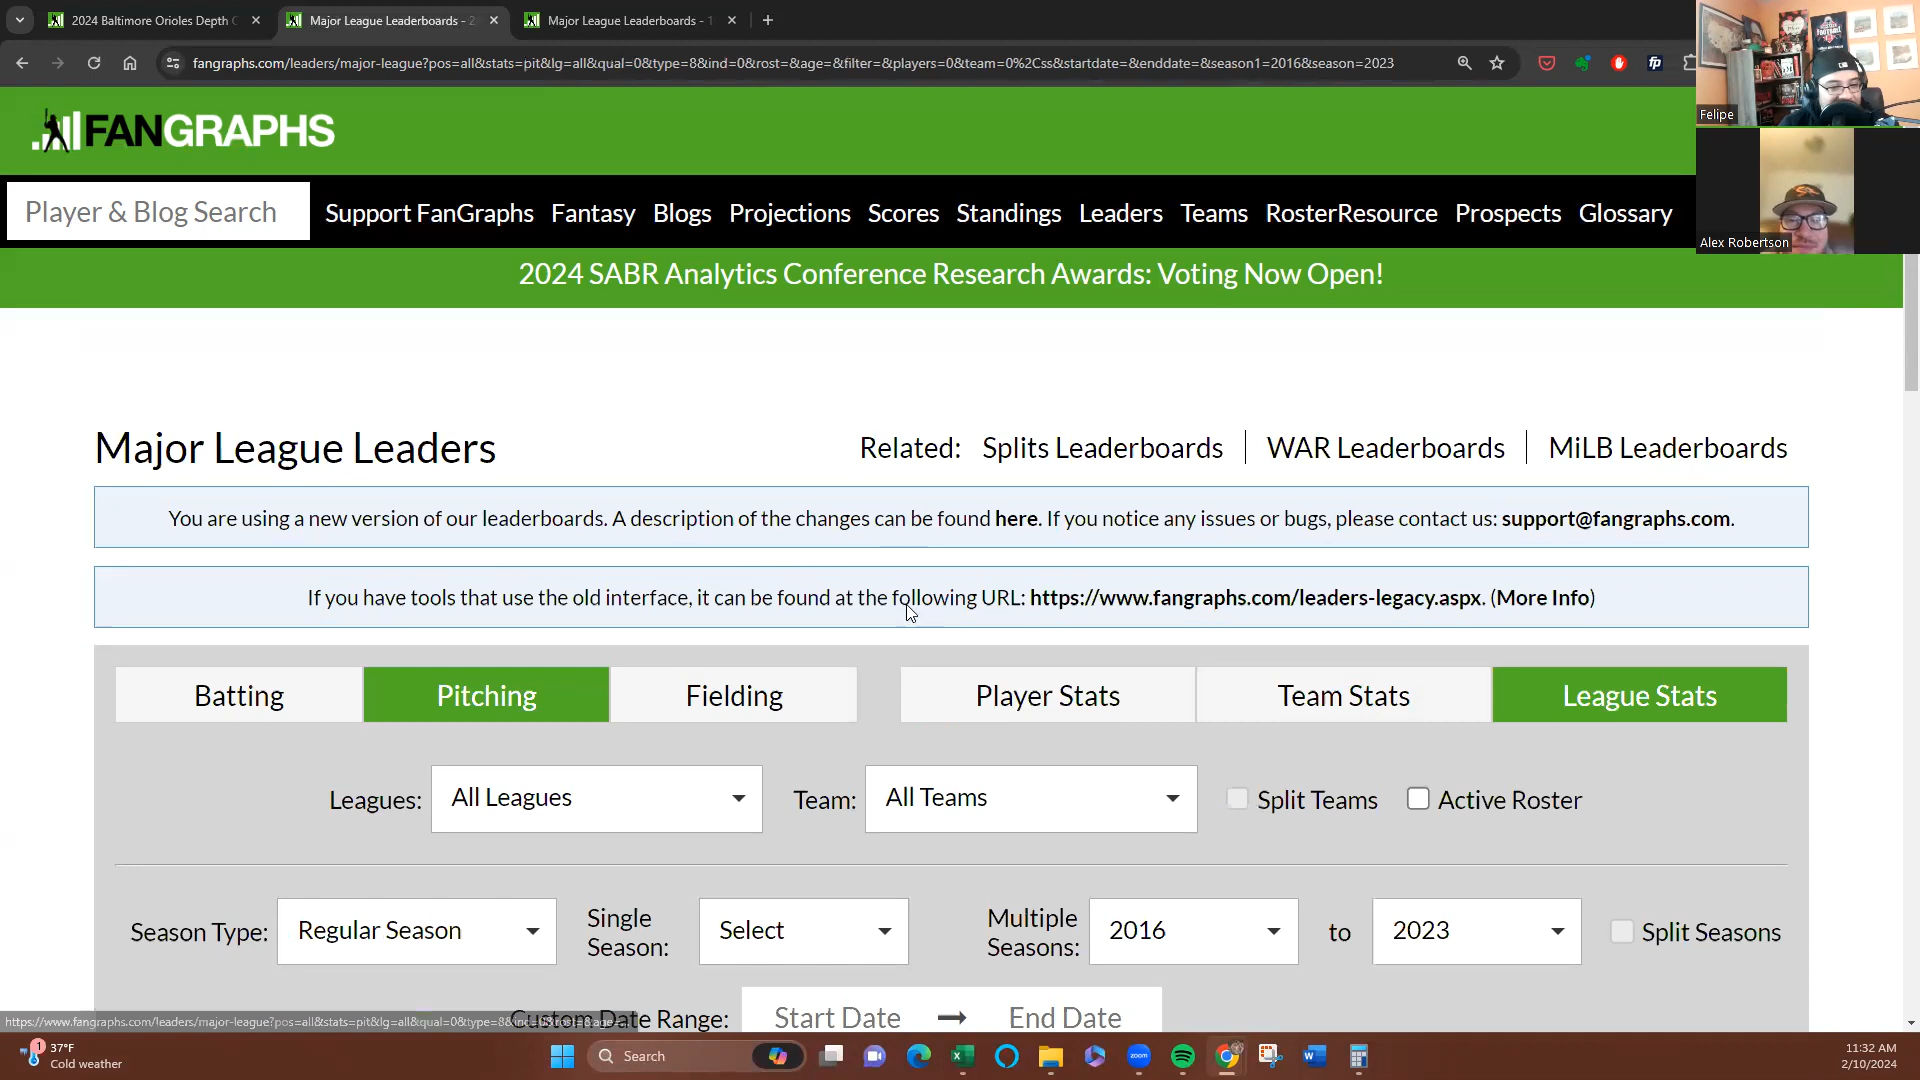 2024 Baltimore Orioles Depth C
Major League Leaderboards - 2
Major League Leaderboards - 1
fangraphs.com/leaders/major-league?pos=all&stats=pit&lg=all&qual=0&type=8&ind=0&rost=&age=&filter=&players=0&team=0%2Css&startdate=&enddate=&season1=2016&season=2023
fp
Felipe
FANGRAPHS
Player & Blog Search
Support FanGraphs Fantasy Blogs Projections Scores Standings Leaders Teams RosterResource Prospects Glossary
Alex Robertson
2024 SABR Analytics Conference Research Awards: Voting Now Open!
Major League Leaders
Related: Splits Leaderboards WAR Leaderboards MiLB Leaderboards
You are using a new version of our leaderboards. A description of the changes can be found here. If you notice any issues or bugs, please contact us: support@fangraphs.com.
If you have tools that use the old interface, it can be found at the following URL: https://www.fangraphs.com/leaders-legacy.aspx. (More Info)
Batting Pitching Fielding Player Stats Team Stats League Stats
Leagues: All Leagues Team: All Teams Split Teams Active Roster
Season Type: Regular Season Single Season: Select Multiple Seasons: 2016 to 2023 Split Seasons
Custom Date Range: Start Date → End Date
1
37°F
Cold weather
Search
zoom
W
11:32 AM
2/10/2024